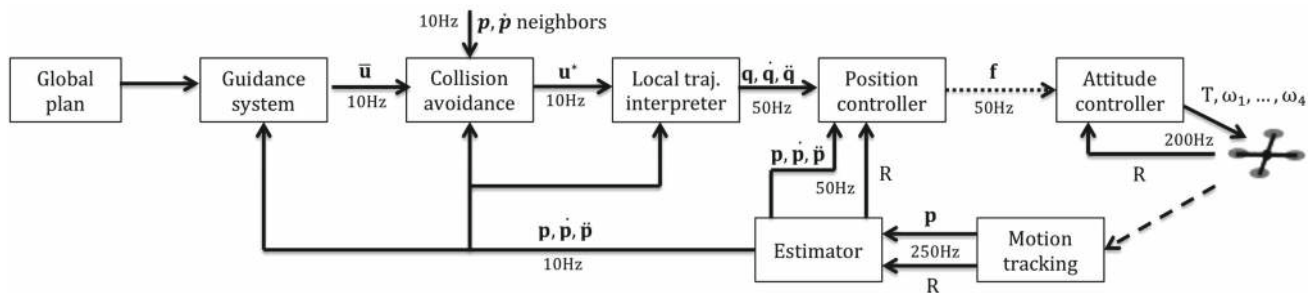 10Hz
p, ṗ neighbors
Global
plan
Guidance
system
u̅
10Hz
Collision
avoidance
u*
10Hz
Local traj.
interpreter
q, q̇, q̈
50Hz
Position
controller
f
50Hz
Attitude
controller
T, ω₁, ... , ω₄
200Hz
R
p, ṗ, p̈
50Hz
R
p, ṗ, p̈
10Hz
Estimator
p
250Hz
R
Motion
tracking